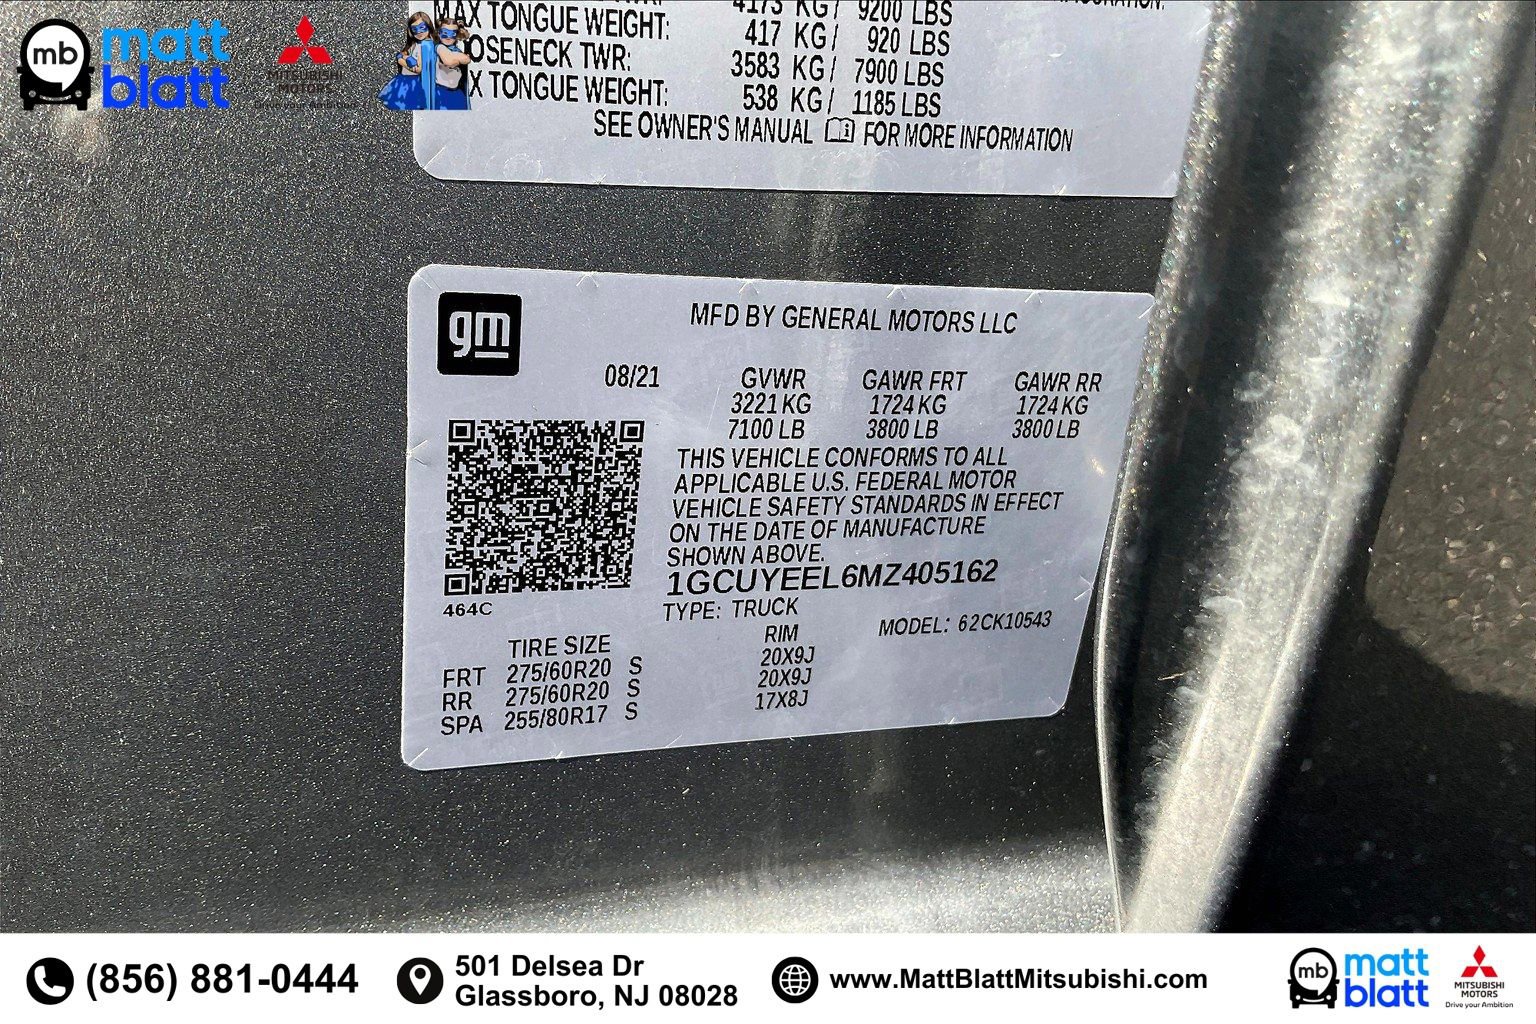 mb matt blatt
MITSUBISHI MOTORS
Drive your Ambition
4173 KG/ 9200 LBS
MAX TONGUE WEIGHT: 417 KG/ 920 LBS
OSENECK TWR: 3583 KG/ 7900 LBS
X TONGUE WEIGHT: 538 KG/ 1185 LBS
SEE OWNER'S MANUAL FOR MORE INFORMATION
gm
MFD BY GENERAL MOTORS LLC
08/21 GVWR GAWR FRT GAWR RR
3221 KG 1724 KG 1724 KG
7100 LB 3800 LB 3800 LB
THIS VEHICLE CONFORMS TO ALL
APPLICABLE U.S. FEDERAL MOTOR
VEHICLE SAFETY STANDARDS IN EFFECT
ON THE DATE OF MANUFACTURE
SHOWN ABOVE.
1GCUYEEL6MZ405162
464C
TYPE: TRUCK
MODEL: 62CK10543
TIRE SIZE RIM
FRT 275/60R20 S 20X9J
RR 275/60R20 S 20X9J
SPA 255/80R17 S 17X8J
(856) 881-0444
501 Delsea Dr
Glassboro, NJ 08028
www.MattBlattMitsubishi.com
mb matt blatt
MITSUBISHI MOTORS
Drive your Ambition